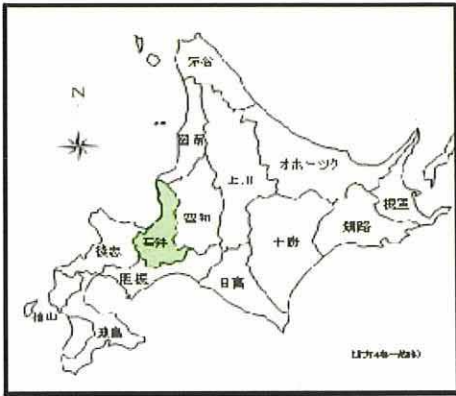 宗谷
N
留萌
上川
オホーツク
空知
根室
釧路
石狩
後志
十勝
胆振
日高
檜山
渡島